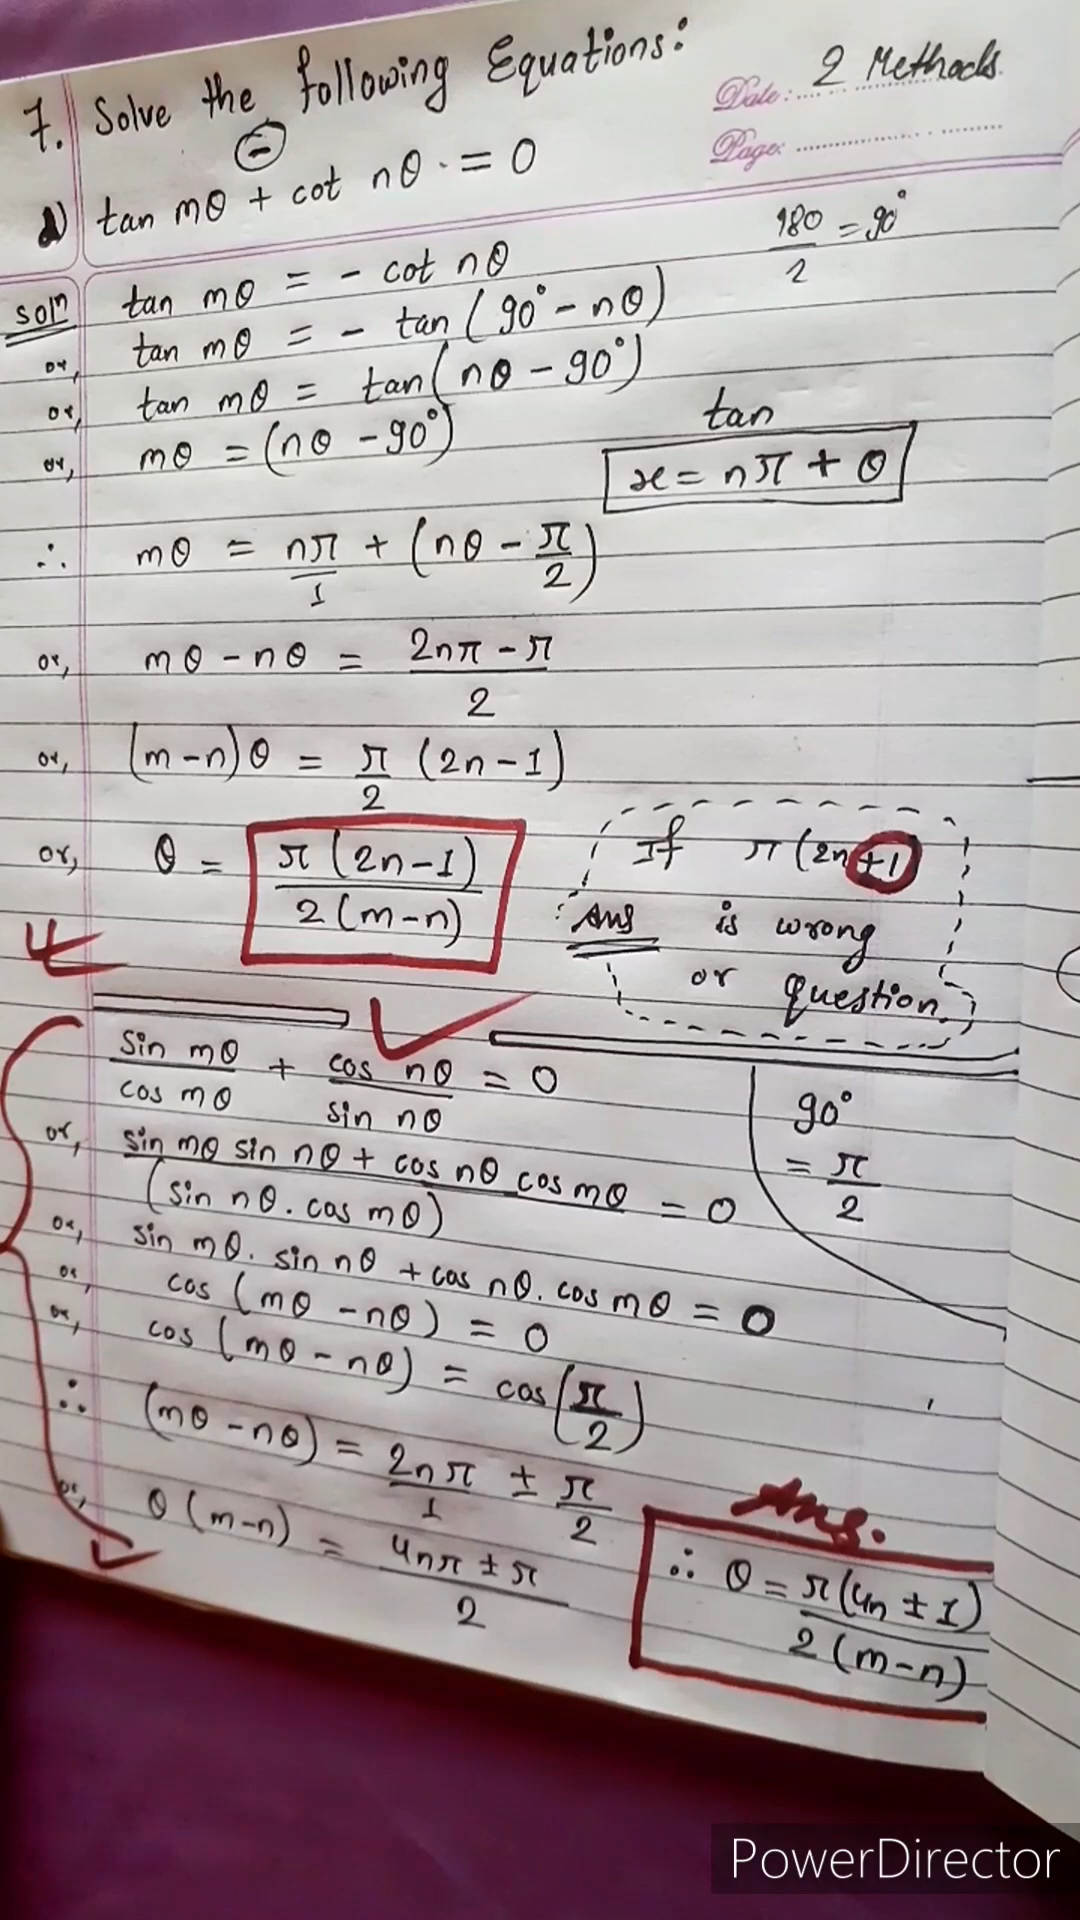 7. Solve the following Equations:
2 Methods
Date:
Page:
(-)
a) tan mθ + cot nθ = 0
180/2 = 90°
solⁿ tan mθ = - cot nθ
or, tan mθ = - tan(90° - nθ)
or, tan mθ = tan(nθ - 90°)
or, mθ = (nθ - 90°)
tan
x = nπ + θ
∴ mθ = nπ/1 + (nθ - π/2)
or, mθ - nθ = (2nπ - π)/2
or, (m-n)θ = π/2 (2n-1)
or, θ = π(2n-1)/2(m-n)
If π(2n+1)
Ans is wrong
or question
sin mθ/cos mθ + cos nθ/sin nθ = 0
90°
= π/2
or, (sin mθ sin nθ + cos nθ cos mθ)/(sin nθ . cos mθ) = 0
or, sin mθ. sin nθ + cos nθ. cos mθ = 0
or, cos (mθ - nθ) = 0
or, cos (mθ - nθ) = cos(π/2)
∴ (mθ - nθ) = 2nπ/1 ± π/2
or, θ(m-n) = (4nπ ± π)/2
Ans.
∴ θ = π(4n ± 1)/2(m-n)
PowerDirector